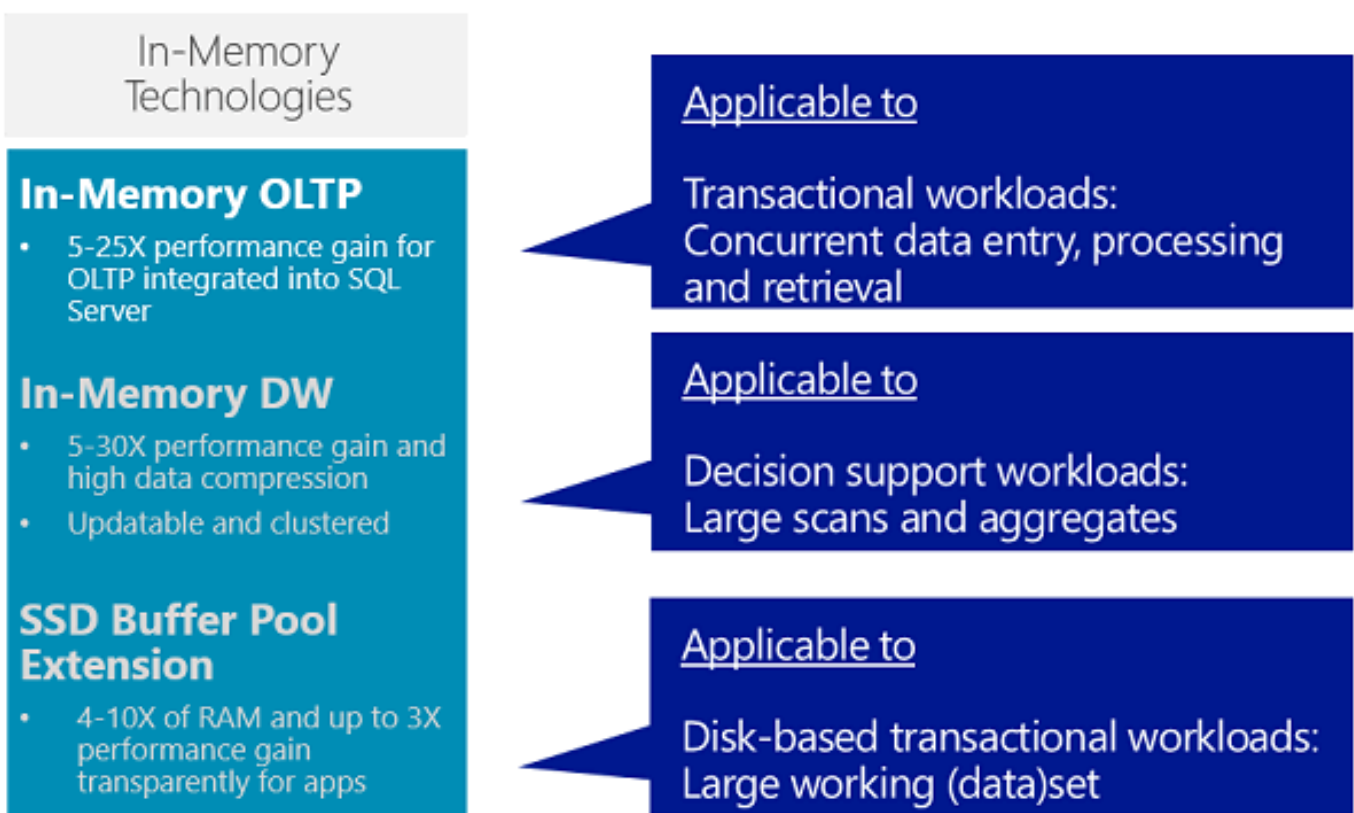 In-Memory
Technologies
In-Memory OLTP
• 5-25X performance gain for
OLTP integrated into SQL
Server
In-Memory DW
• 5-30X performance gain and
high data compression
• Updatable and clustered
SSD Buffer Pool
Extension
• 4-10X of RAM and up to 3X
performance gain
transparently for apps
Applicable to
Transactional workloads:
Concurrent data entry, processing
and retrieval
Applicable to
Decision support workloads:
Large scans and aggregates
Applicable to
Disk-based transactional workloads:
Large working (data)set